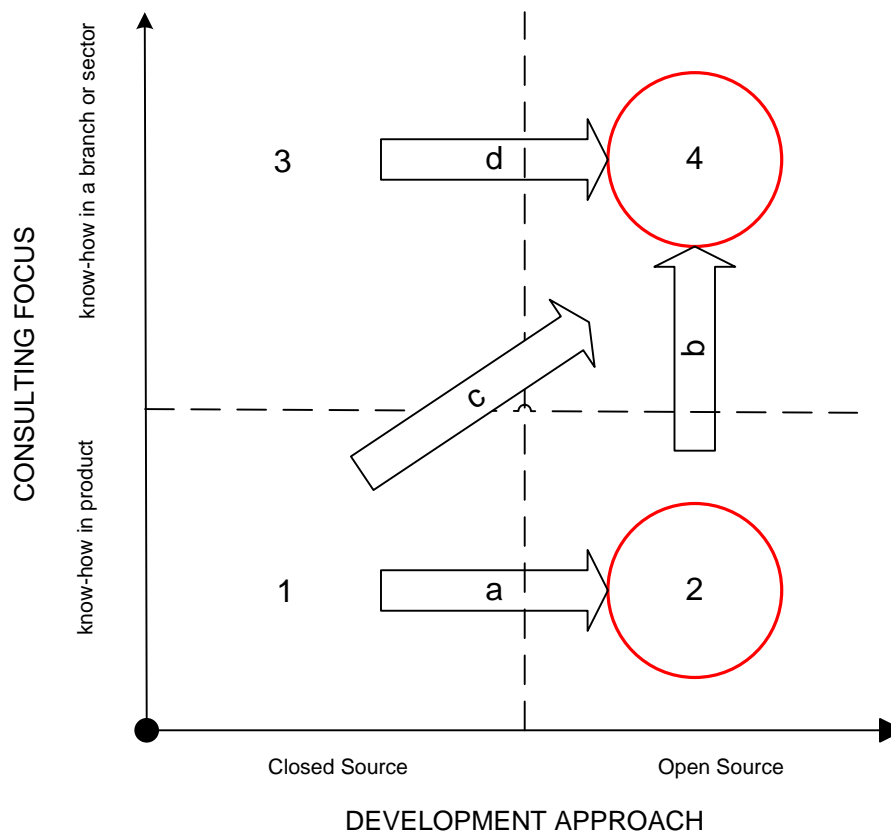 CONSULTING FOCUS
know-how in a branch or sector
know-how in product
3
d
4
c
b
1
a
2
Closed Source
Open Source
DEVELOPMENT APPROACH